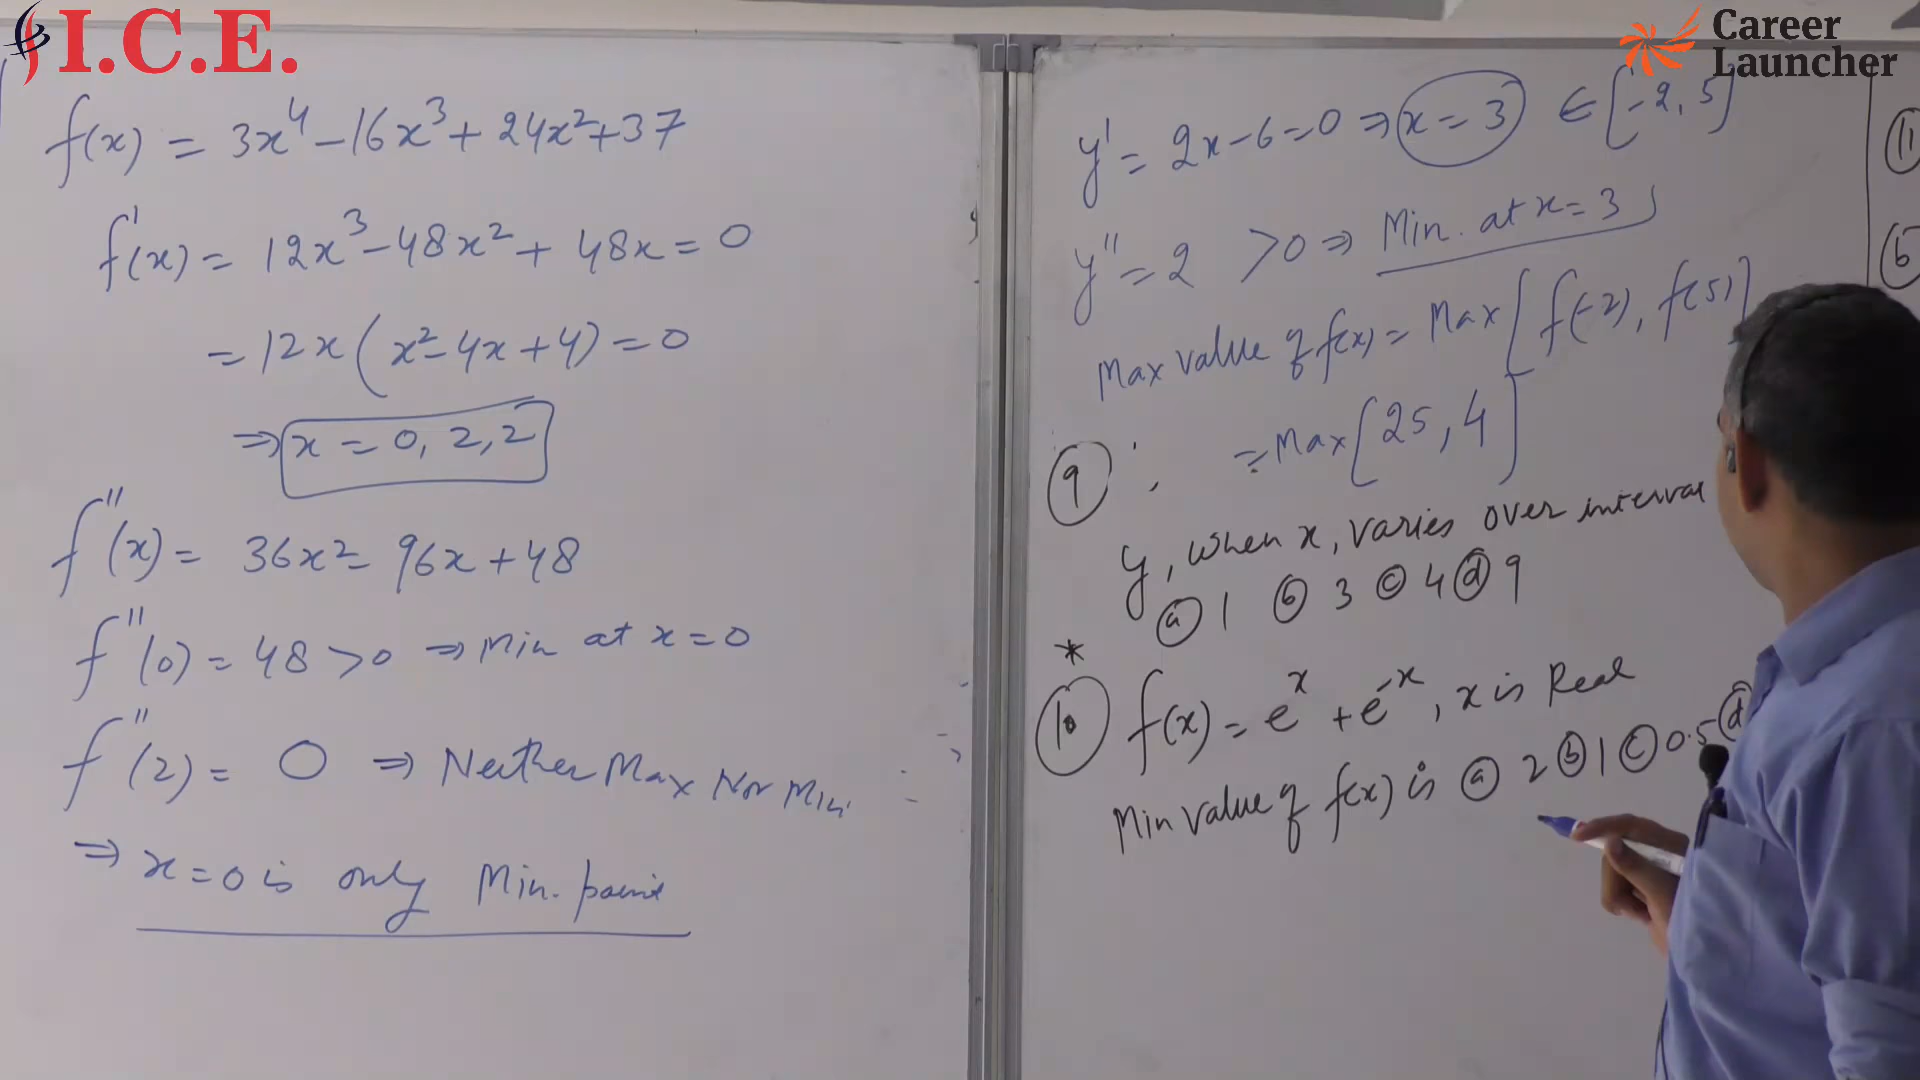 I.C.E.
Career
Launcher
f(x) = 3x⁴ – 16x³ + 24x² + 37
f'(x) = 12x³ – 48x² + 48x = 0
= 12x (x² – 4x + 4) = 0
⇒ x = 0, 2, 2
f''(x) = 36x² – 96x + 48
f''(0) = 48 > 0 ⇒ Min at x = 0
f''(2) = 0 ⇒ Neither Max Nor Min.
⇒ x = 0 is only Min. point
y' = 2x – 6 = 0 ⇒ x = 3 ∈ [-2, 5]
y'' = 2 > 0 ⇒ Min. at x = 3
Max value of f(x) = Max [f(-2), f(5)]
= Max [25, 4]
9
y, when x, varies over interval
(a) 1 (b) 3 (c) 4 (d) 9
*
10 f(x) = eˣ + e⁻ˣ, x is Real
Min value of f(x) is (a) 2 (b) 1 (c) 0.5 (d)
11
6